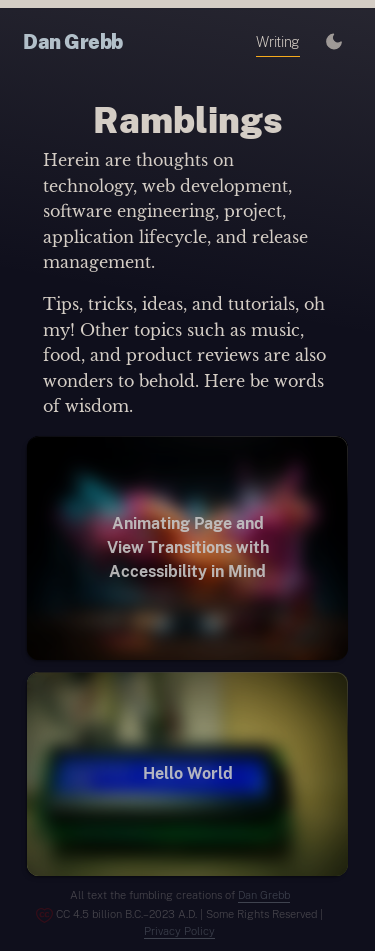 Dan Grebb
Writing
Ramblings
Herein are thoughts on
technology, web development,
software engineering, project,
application lifecycle, and release
management.
Tips, tricks, ideas, and tutorials, oh
my! Other topics such as music,
food, and product reviews are also
wonders to behold. Here be words
of wisdom.
Animating Page and
View Transitions with
Accessibility in Mind
Hello World
All text the fumbling creations of Dan Grebb
CC 4.5 billion B.C.–2023 A.D. | Some Rights Reserved |
Privacy Policy